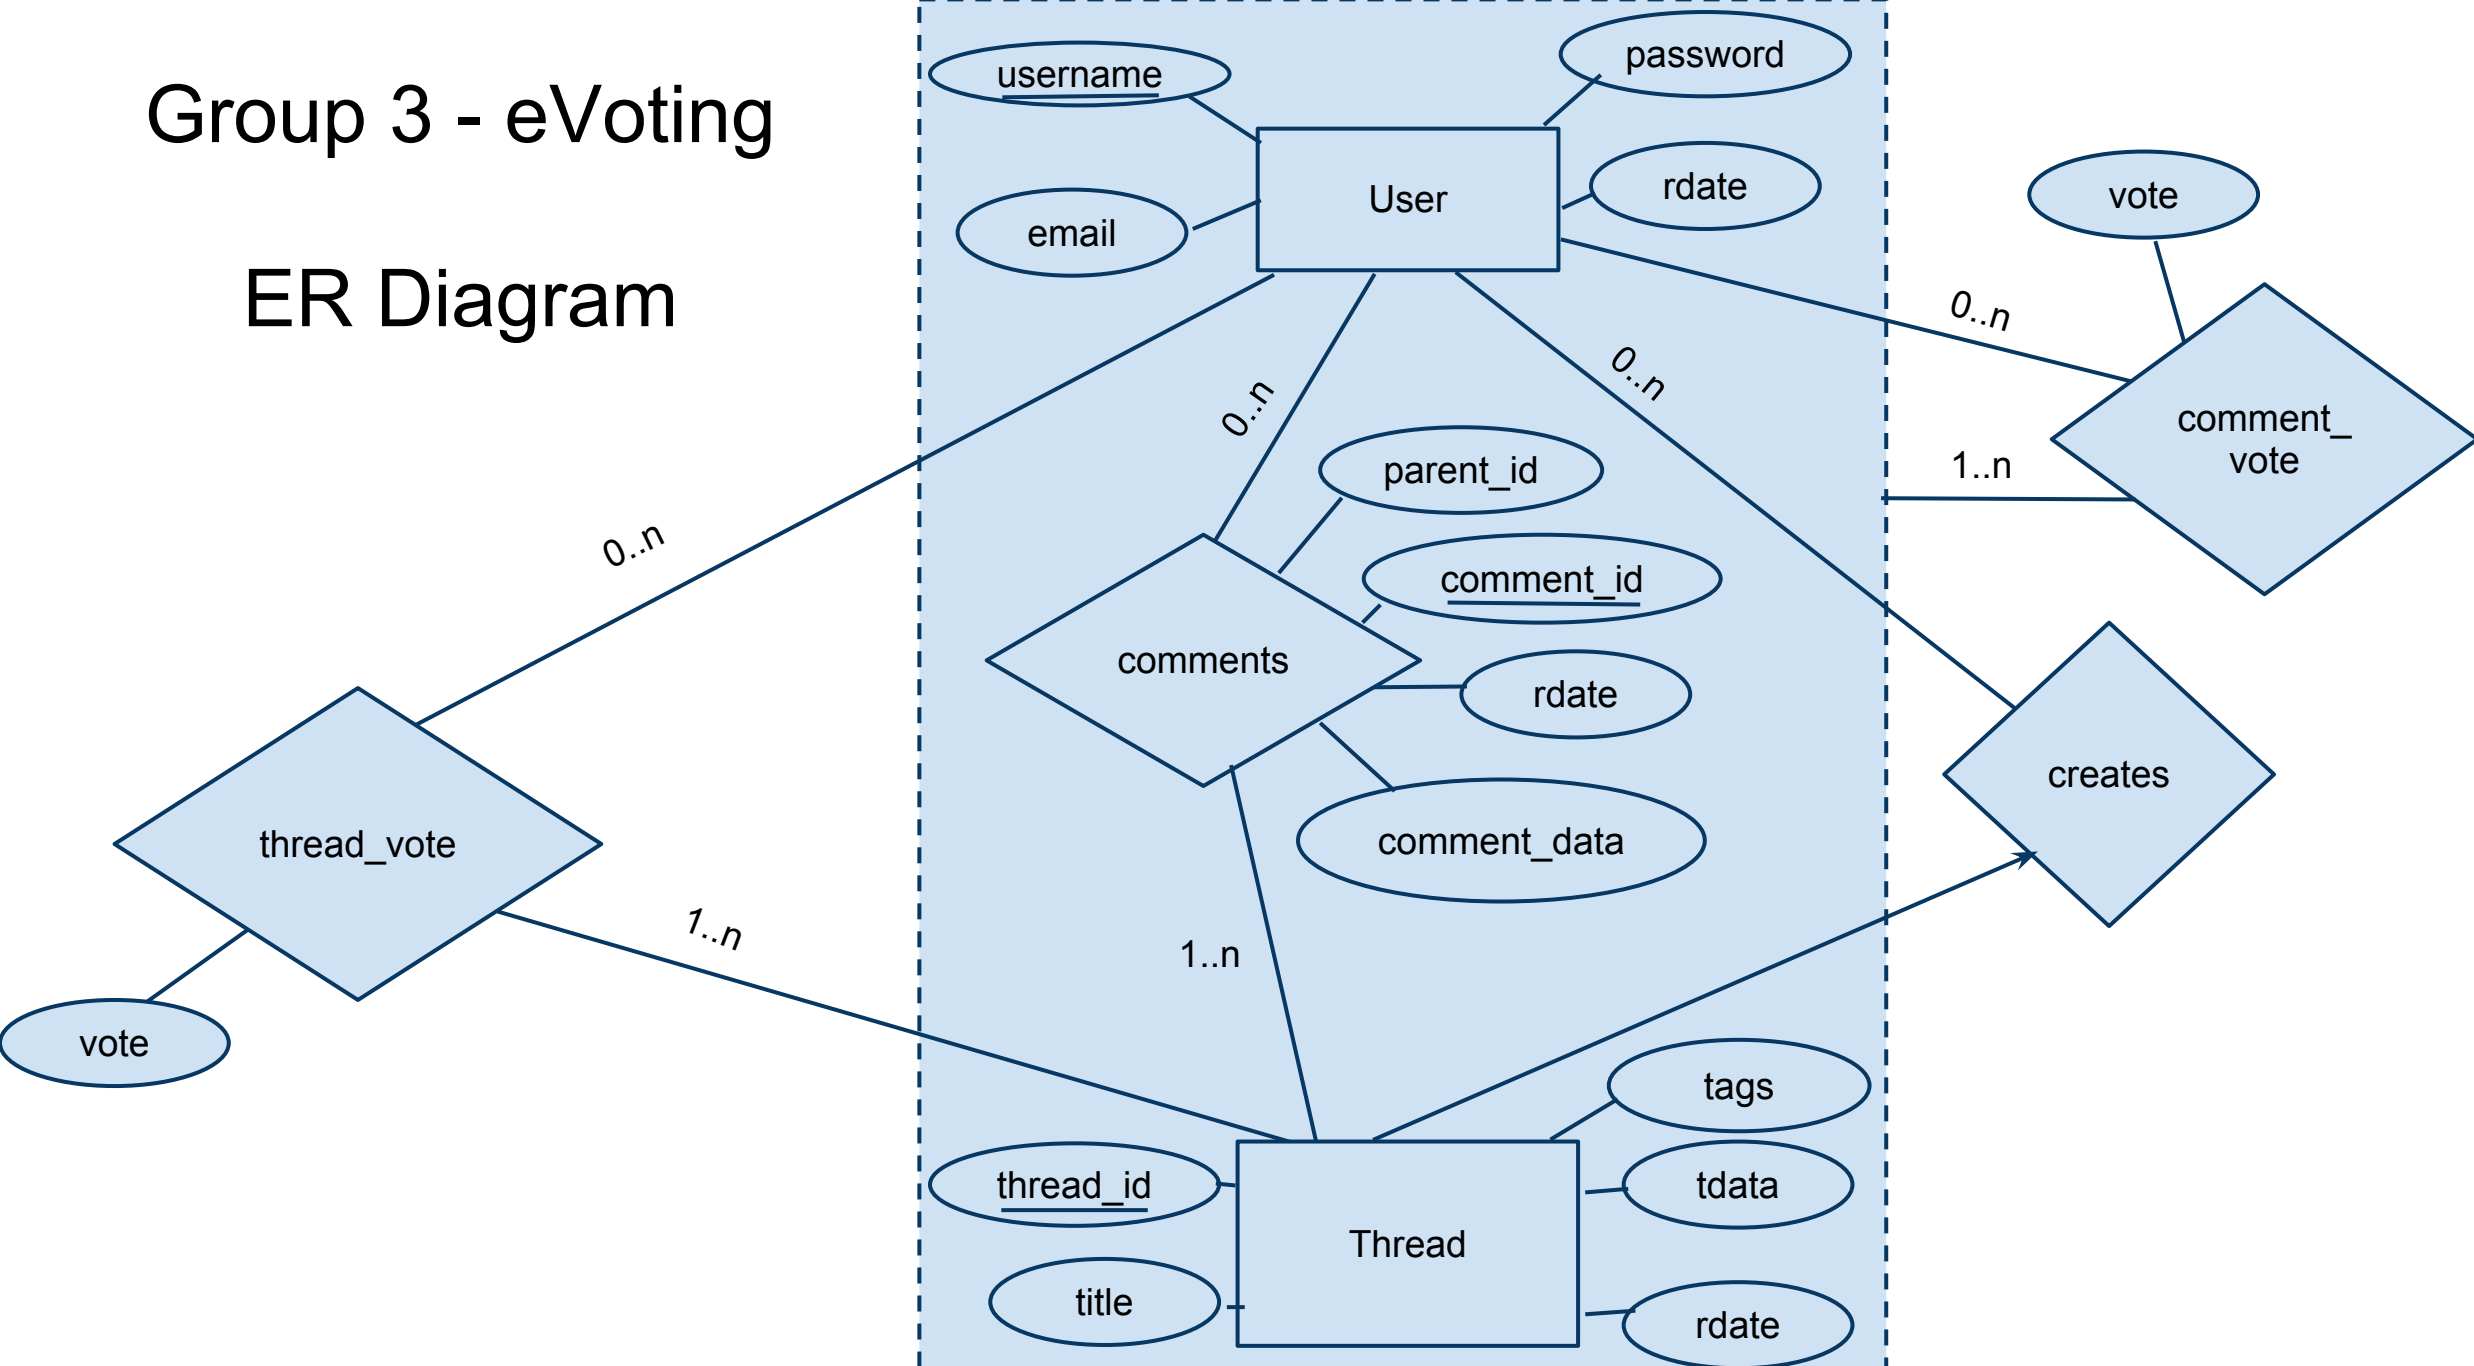 Group 3 - eVoting
ER Diagram
username
password
User
rdate
email
vote
0..n
0..n
0..n
comment_
vote
parent_id
1..n
0..n
comment_id
comments
rdate
creates
thread_vote
comment_data
1..n
1..n
vote
tags
thread_id
tdata
Thread
title
rdate